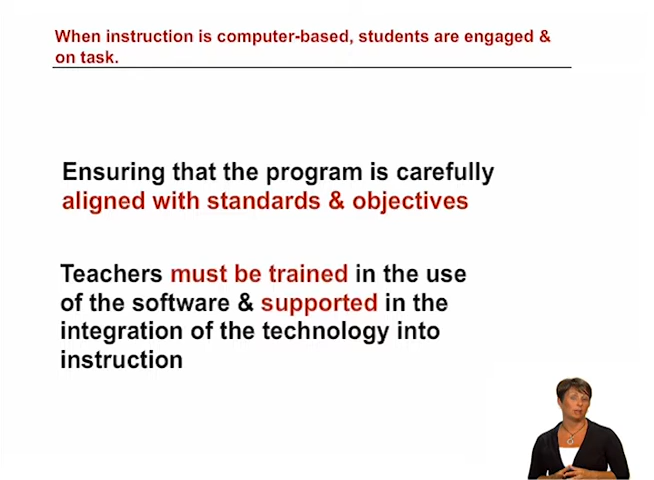 When instruction is computer-based, students are engaged &
on task.
Ensuring that the program is carefully
aligned with standards & objectives
Teachers must be trained in the use
of the software & supported in the
integration of the technology into
instruction